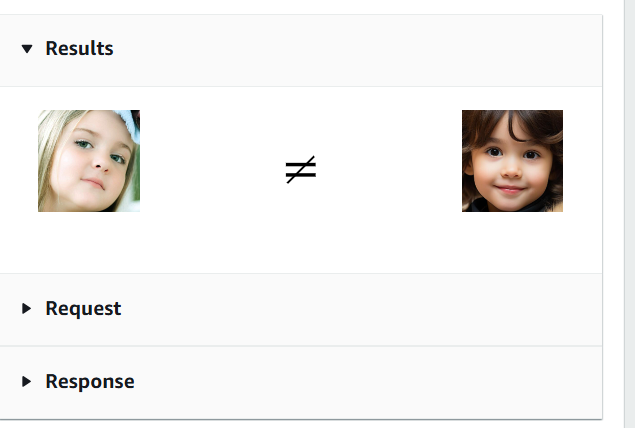 Results
≠
Request
Response